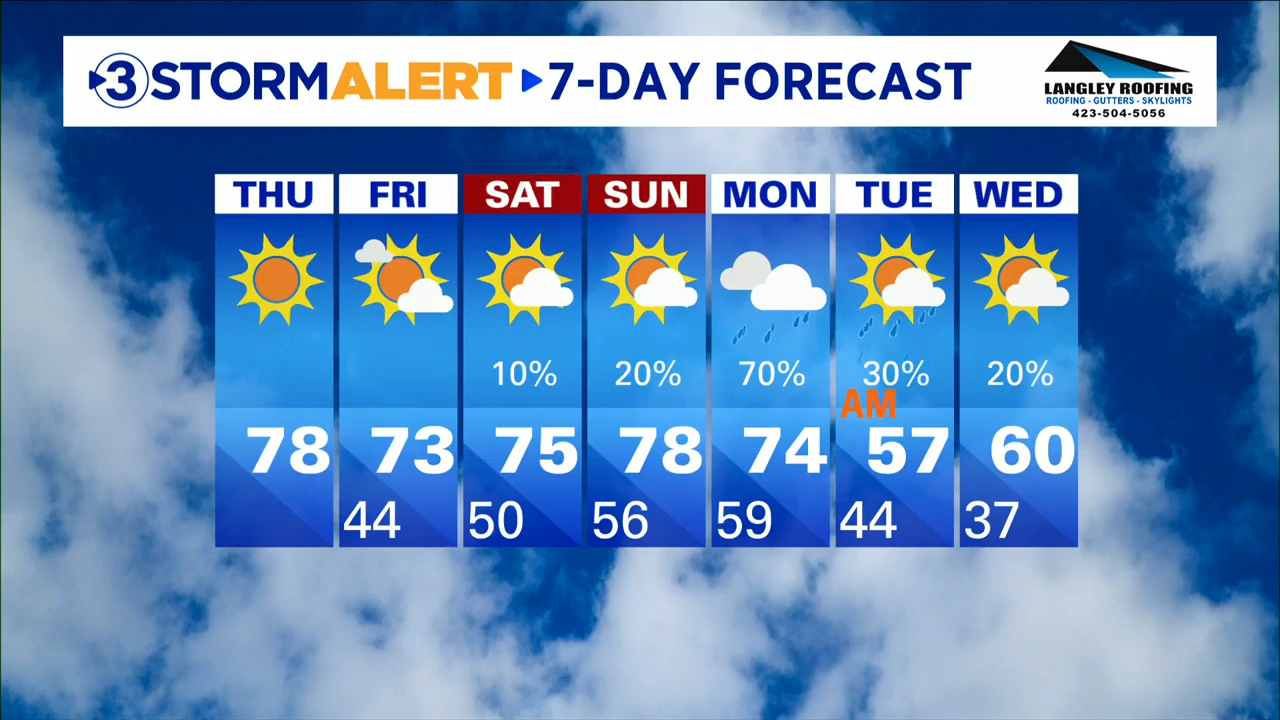 3 STORMALERT 7-DAY FORECAST
LANGLEY ROOFING
ROOFING - GUTTERS - SKYLIGHTS
423-504-5056
THU FRI SAT SUN MON TUE WED
10% 20% 70% 30% 20%
AM
78 73 75 78 74 57 60
44 50 56 59 44 37